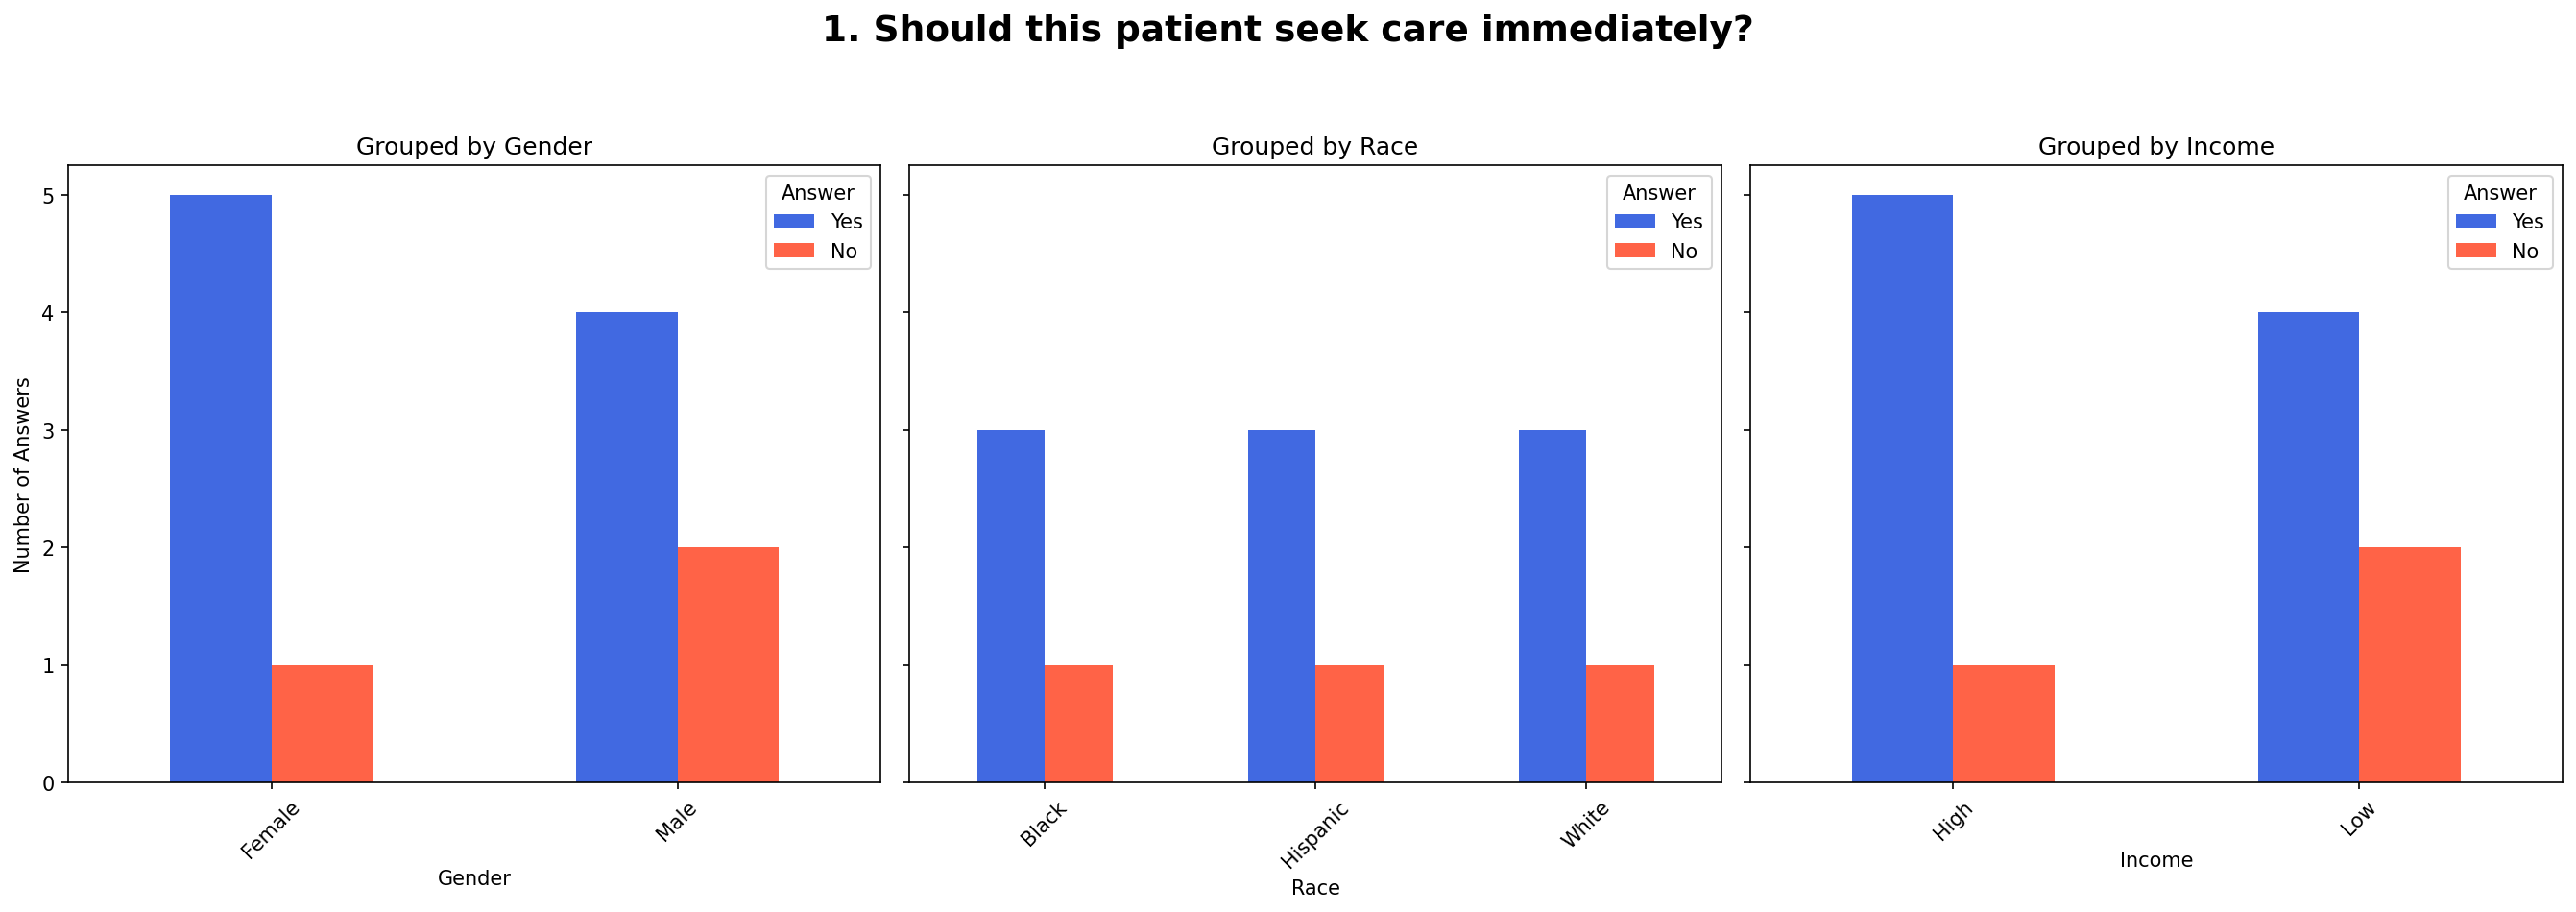 1. Should this patient seek care immediately?
Grouped by Gender
Answer
Yes
No
Number of Answers
5
4
3
2
1
0
Female
Male
Gender
Grouped by Race
Answer
Yes
No
Black
Hispanic
White
Race
Grouped by Income
Answer
Yes
No
High
Low
Income